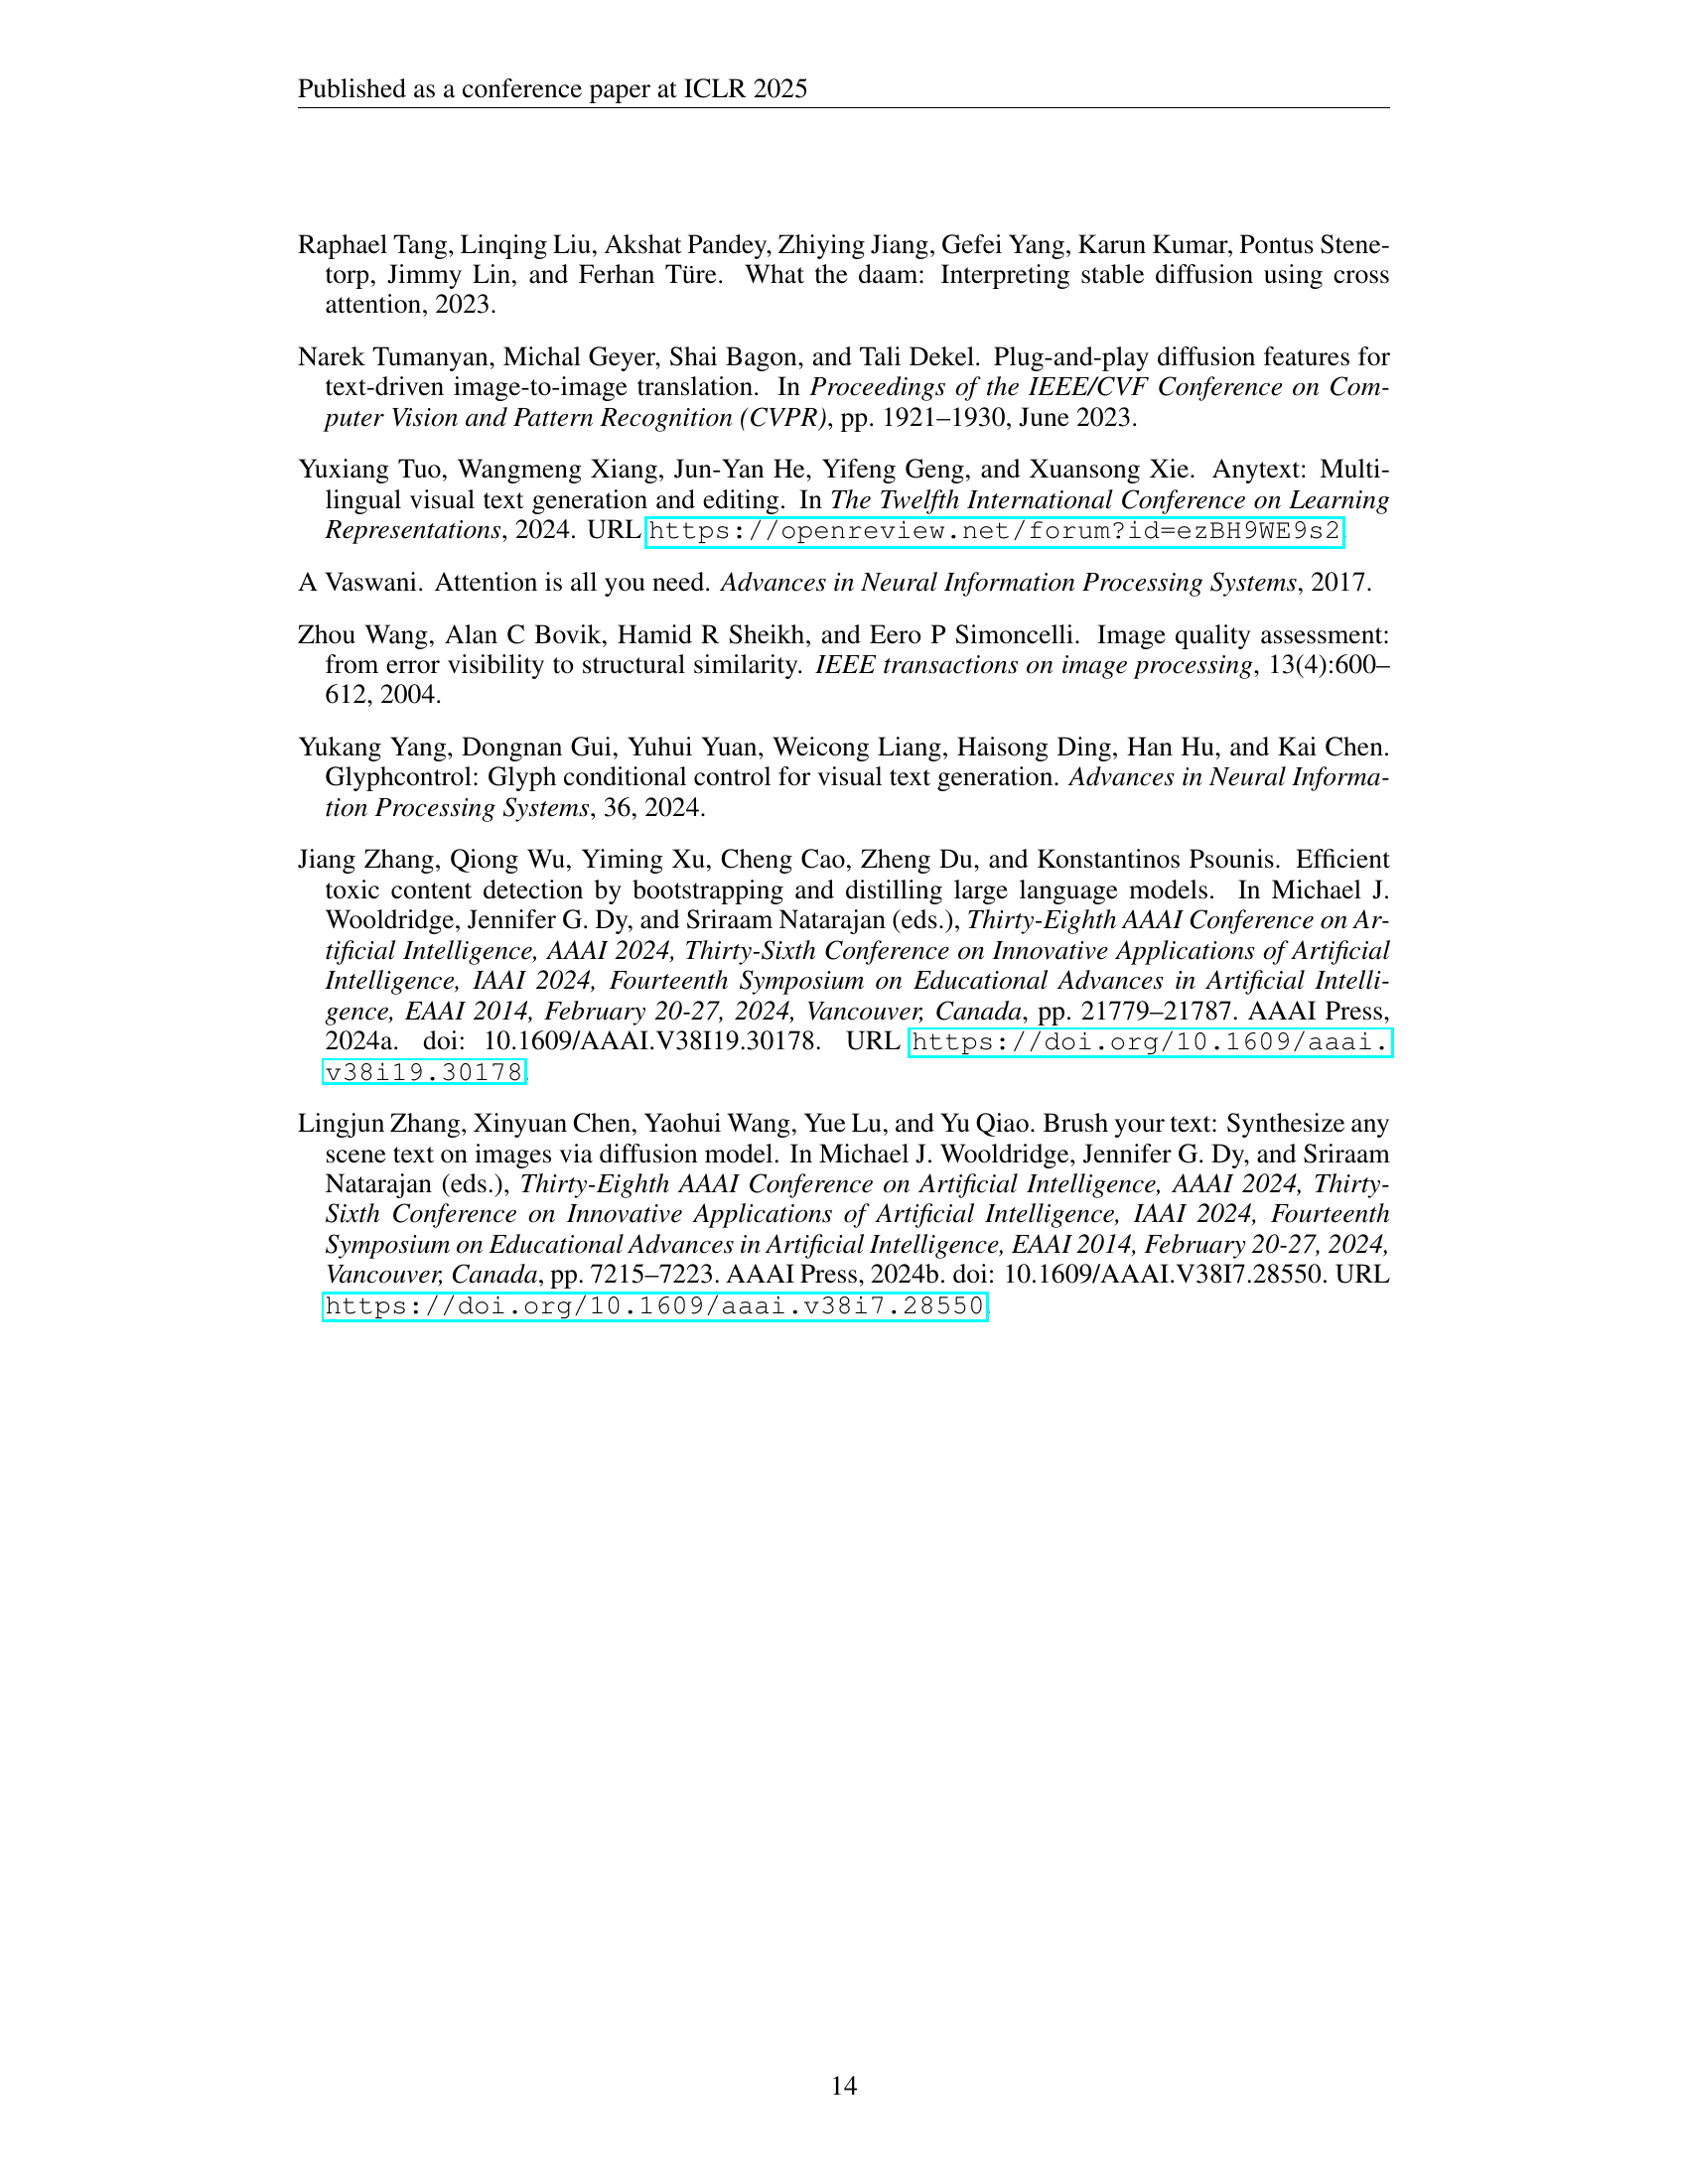 Published as a conference paper at ICLR 2025
Raphael Tang, Linqing Liu, Akshat Pandey, Zhiying Jiang, Gefei Yang, Karun Kumar, Pontus Stene-
torp, Jimmy Lin, and Ferhan Türe. What the daam: Interpreting stable diffusion using cross
attention, 2023.
Narek Tumanyan, Michal Geyer, Shai Bagon, and Tali Dekel. Plug-and-play diffusion features for
text-driven image-to-image translation. In Proceedings of the IEEE/CVF Conference on Com-
puter Vision and Pattern Recognition (CVPR), pp. 1921–1930, June 2023.
Yuxiang Tuo, Wangmeng Xiang, Jun-Yan He, Yifeng Geng, and Xuansong Xie. Anytext: Multi-
lingual visual text generation and editing. In The Twelfth International Conference on Learning
Representations, 2024. URL https://openreview.net/forum?id=ezBH9WE9s2.
A Vaswani. Attention is all you need. Advances in Neural Information Processing Systems, 2017.
Zhou Wang, Alan C Bovik, Hamid R Sheikh, and Eero P Simoncelli. Image quality assessment:
from error visibility to structural similarity. IEEE transactions on image processing, 13(4):600–
612, 2004.
Yukang Yang, Dongnan Gui, Yuhui Yuan, Weicong Liang, Haisong Ding, Han Hu, and Kai Chen.
Glyphcontrol: Glyph conditional control for visual text generation. Advances in Neural Informa-
tion Processing Systems, 36, 2024.
Jiang Zhang, Qiong Wu, Yiming Xu, Cheng Cao, Zheng Du, and Konstantinos Psounis. Efficient
toxic content detection by bootstrapping and distilling large language models. In Michael J.
Wooldridge, Jennifer G. Dy, and Sriraam Natarajan (eds.), Thirty-Eighth AAAI Conference on Ar-
tificial Intelligence, AAAI 2024, Thirty-Sixth Conference on Innovative Applications of Artificial
Intelligence, IAAI 2024, Fourteenth Symposium on Educational Advances in Artificial Intelli-
gence, EAAI 2014, February 20-27, 2024, Vancouver, Canada, pp. 21779–21787. AAAI Press,
2024a. doi: 10.1609/AAAI.V38I19.30178. URL https://doi.org/10.1609/aaai.
v38i19.30178.
Lingjun Zhang, Xinyuan Chen, Yaohui Wang, Yue Lu, and Yu Qiao. Brush your text: Synthesize any
scene text on images via diffusion model. In Michael J. Wooldridge, Jennifer G. Dy, and Sriraam
Natarajan (eds.), Thirty-Eighth AAAI Conference on Artificial Intelligence, AAAI 2024, Thirty-
Sixth Conference on Innovative Applications of Artificial Intelligence, IAAI 2024, Fourteenth
Symposium on Educational Advances in Artificial Intelligence, EAAI 2014, February 20-27, 2024,
Vancouver, Canada, pp. 7215–7223. AAAI Press, 2024b. doi: 10.1609/AAAI.V38I7.28550. URL
https://doi.org/10.1609/aaai.v38i7.28550.
14